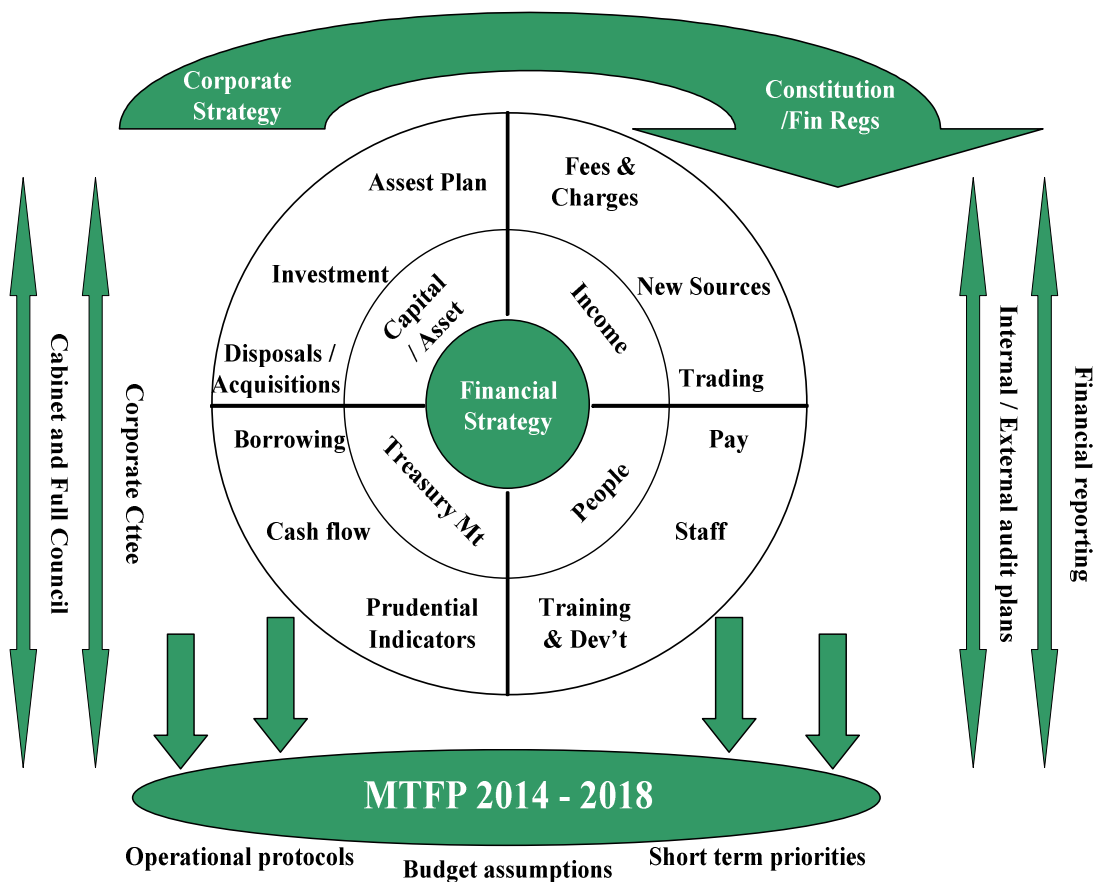 Corporate
Strategy
Constitution
/Fin Regs
Assest Plan
Fees &
Charges
Investment
New Sources
Capital
/ Asset
Income
Disposals /
Acquisitions
Trading
Financial
Strategy
Borrowing
Pay
Treasury Mt
People
Cash flow
Staff
Prudential
Indicators
Training
& Dev't
Cabinet and Full Council
Corporate Cttee
Internal / External audit plans
Financial reporting
MTFP 2014 - 2018
Operational protocols
Budget assumptions
Short term priorities